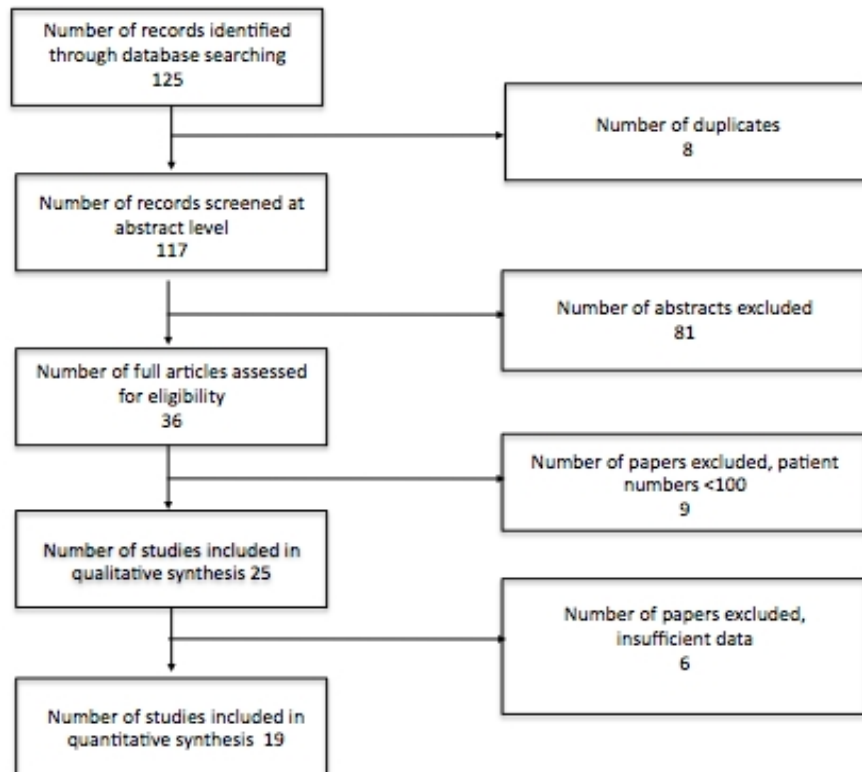 Number of records identified
through database searching
125
Number of duplicates
8
Number of records screened at
abstract level
117
Number of abstracts excluded
81
Number of full articles assessed
for eligibility
36
Number of papers excluded, patient
numbers <100
9
Number of studies included in
qualitative synthesis 25
Number of papers excluded,
insufficient data
6
Number of studies included in
quantitative synthesis 19